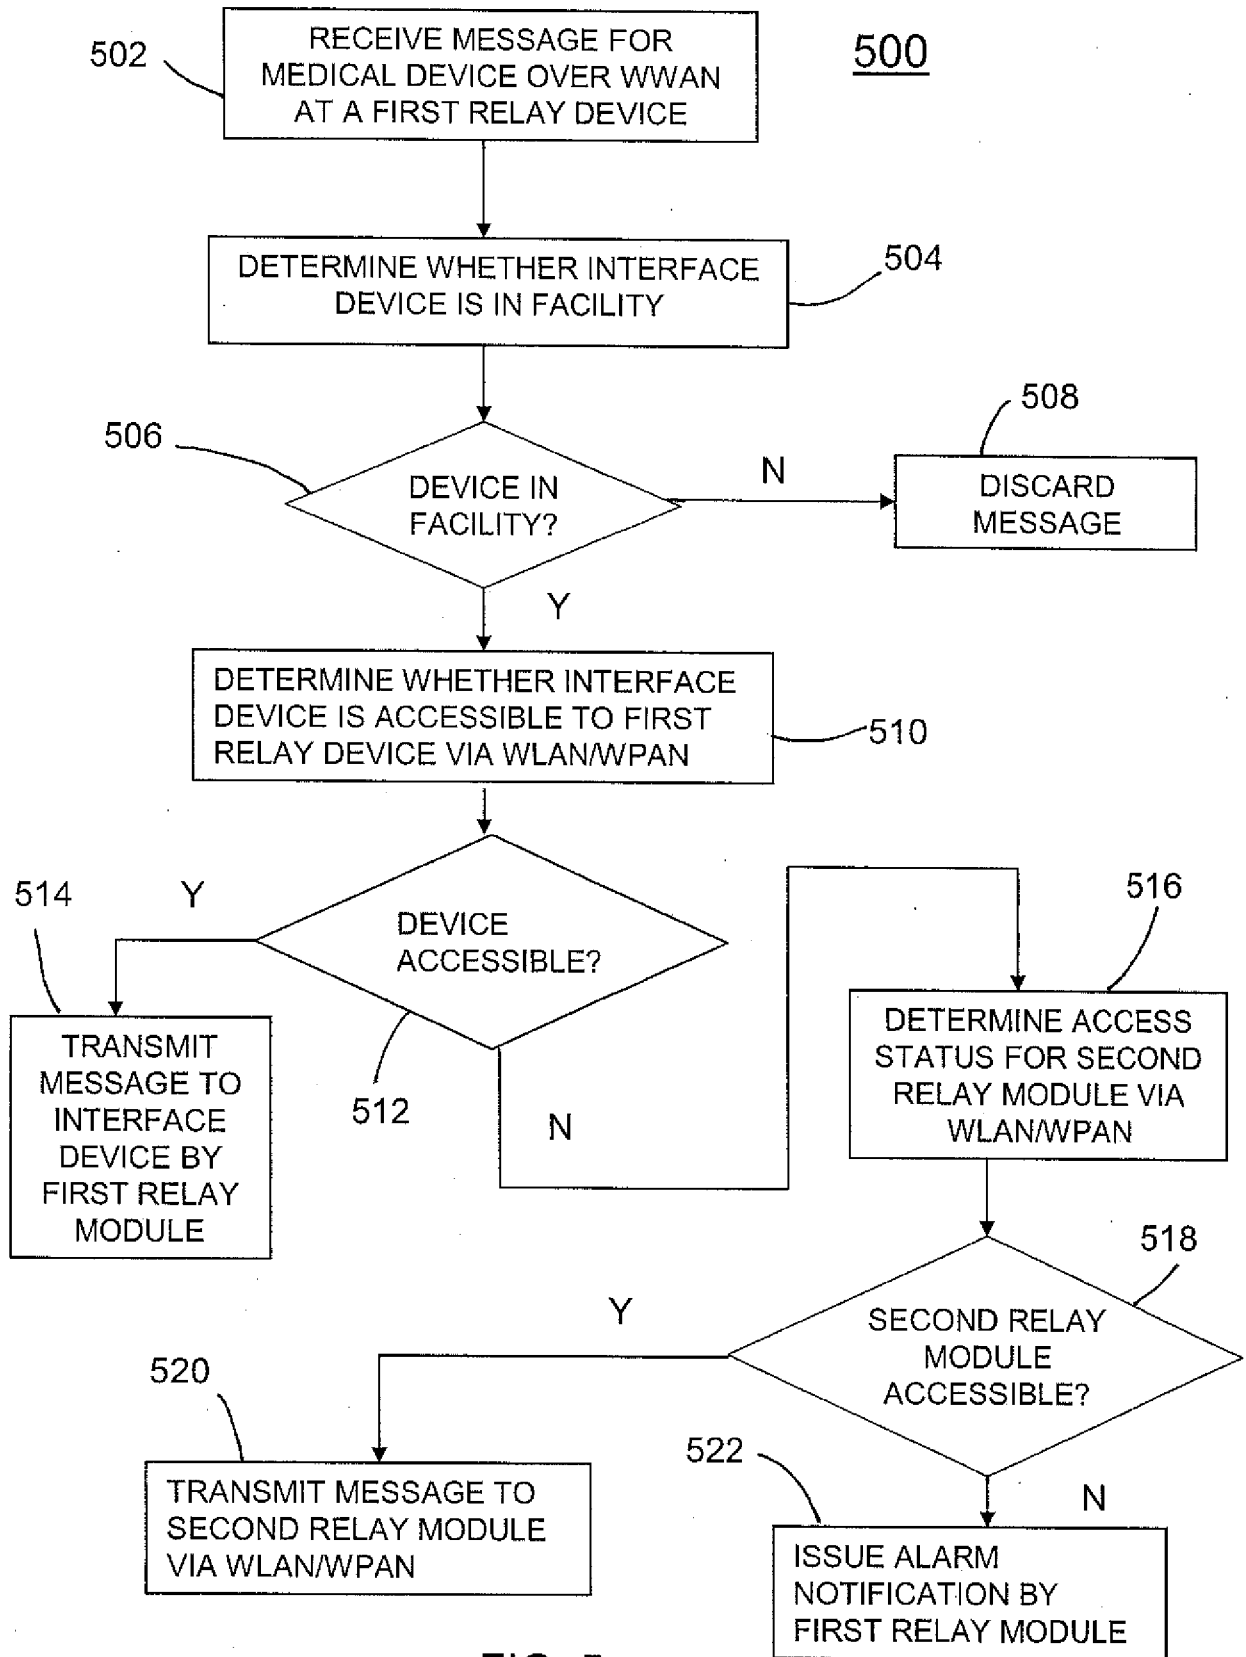 500
502
RECEIVE MESSAGE FOR
MEDICAL DEVICE OVER WWAN
AT A FIRST RELAY DEVICE
504
DETERMINE WHETHER INTERFACE
DEVICE IS IN FACILITY
506
DEVICE IN
FACILITY?
N
508
DISCARD
MESSAGE
Y
DETERMINE WHETHER INTERFACE
DEVICE IS ACCESSIBLE TO FIRST
RELAY DEVICE VIA WLAN/WPAN
510
DEVICE
ACCESSIBLE?
512
Y
514
TRANSMIT
MESSAGE TO
INTERFACE
DEVICE BY
FIRST RELAY
MODULE
N
516
DETERMINE ACCESS
STATUS FOR SECOND
RELAY MODULE VIA
WLAN/WPAN
518
SECOND RELAY
MODULE
ACCESSIBLE?
Y
520
TRANSMIT MESSAGE TO
SECOND RELAY MODULE
VIA WLAN/WPAN
N
522
ISSUE ALARM
NOTIFICATION BY
FIRST RELAY MODULE